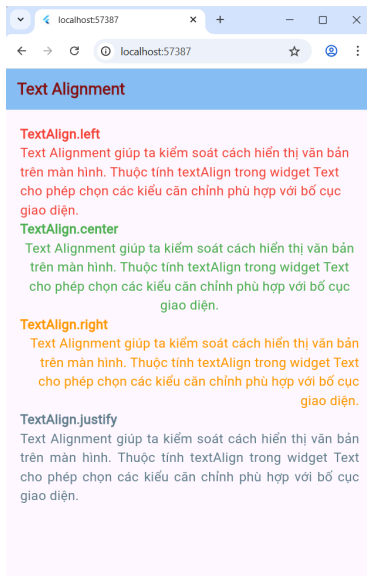 localhost:57387
localhost:57387
Text Alignment
TextAlign.left
Text Alignment giúp ta kiểm soát cách hiển thị văn bản
trên màn hình. Thuộc tính textAlign trong widget Text
cho phép chọn các kiểu căn chỉnh phù hợp với bố cục
giao diện.
TextAlign.center
Text Alignment giúp ta kiểm soát cách hiển thị văn bản
trên màn hình. Thuộc tính textAlign trong widget Text
cho phép chọn các kiểu căn chỉnh phù hợp với bố cục
giao diện.
TextAlign.right
Text Alignment giúp ta kiểm soát cách hiển thị văn bản
trên màn hình. Thuộc tính textAlign trong widget Text
cho phép chọn các kiểu căn chỉnh phù hợp với bố cục
giao diện.
TextAlign.justify
Text Alignment giúp ta kiểm soát cách hiển thị văn bản
trên màn hình. Thuộc tính textAlign trong widget Text
cho phép chọn các kiểu căn chỉnh phù hợp với bố cục
giao diện.